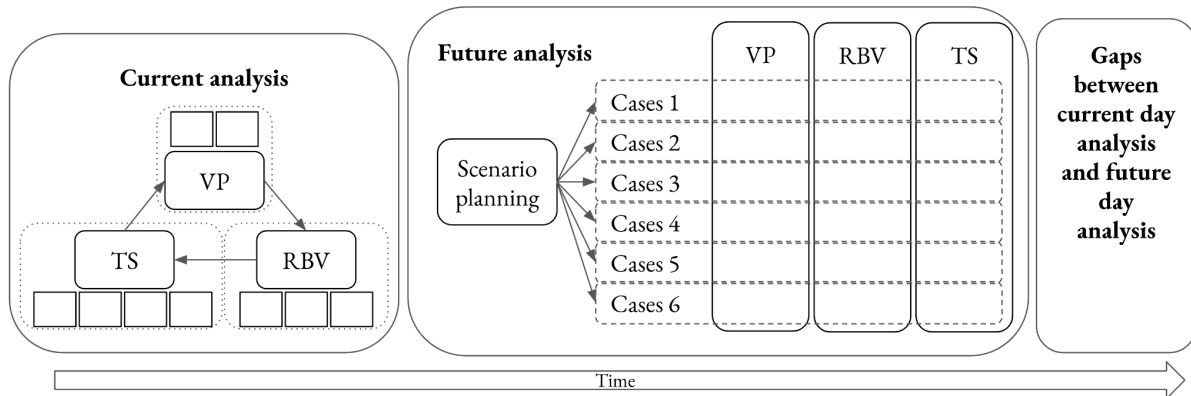 Current analysis
VP
TS
RBV
Future analysis
VP
RBV
TS
Scenario
planning
Cases 1
Cases 2
Cases 3
Cases 4
Cases 5
Cases 6
Gaps
between
current day
analysis
and future
day
analysis
Time